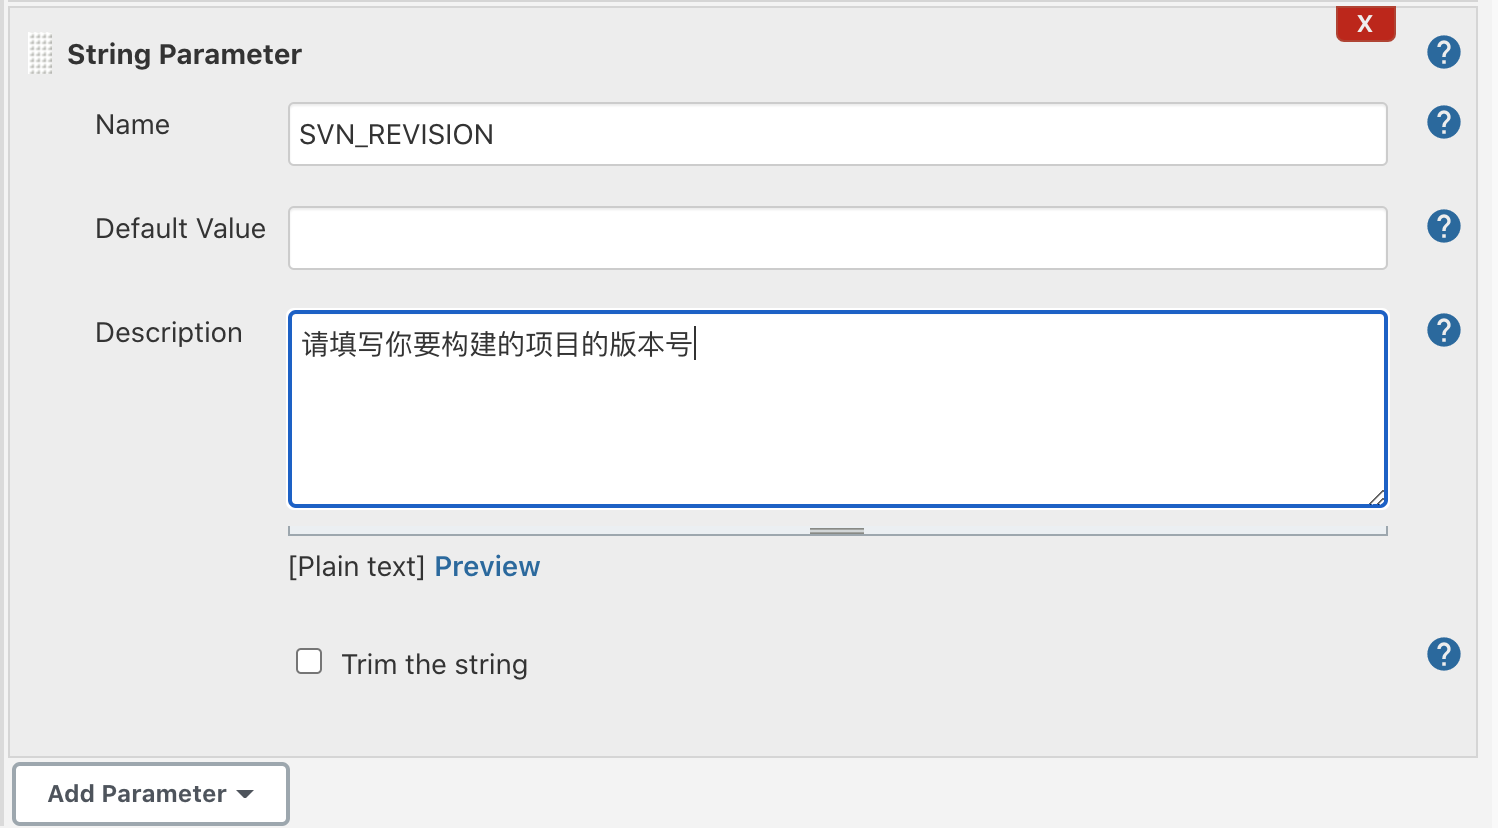 X
String Parameter
?
Name
SVN_REVISION
?
Default Value
?
Description
请填写你要构建的项目的版本号
?
[Plain text] Preview
Trim the string
?
Add Parameter